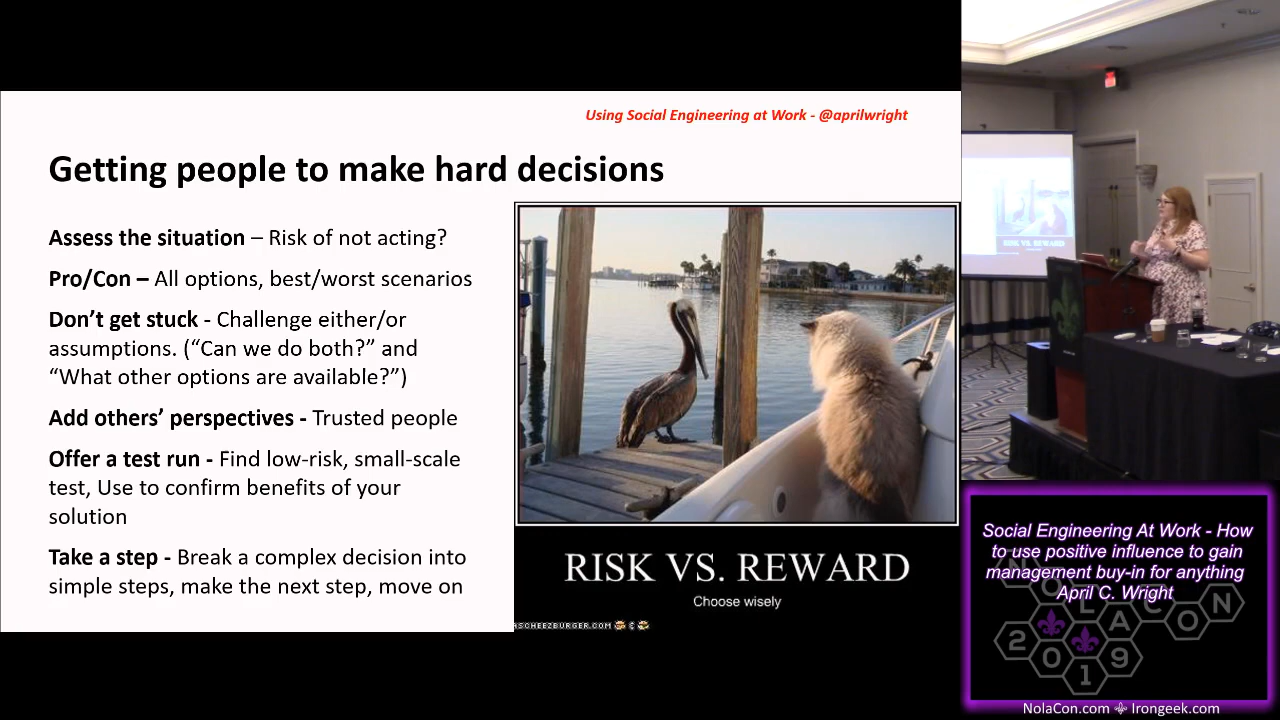 Using Social Engineering at Work - @aprilwright
Getting people to make hard decisions
Assess the situation – Risk of not acting?
Pro/Con – All options, best/worst scenarios
Don’t get stuck - Challenge either/or
assumptions. (“Can we do both?” and
“What other options are available?”)
Add others’ perspectives - Trusted people
Offer a test run - Find low-risk, small-scale
test, Use to confirm benefits of your
solution
Take a step - Break a complex decision into
simple steps, make the next step, move on
RISK VS. REWARD
Choose wisely
ASCHEEZBURGER.COM
RISK VS. REWARD
Social Engineering At Work - How
to use positive influence to gain
management buy-in for anything
April C. Wright
NOLACON
2019
NolaCon.com Irongeek.com